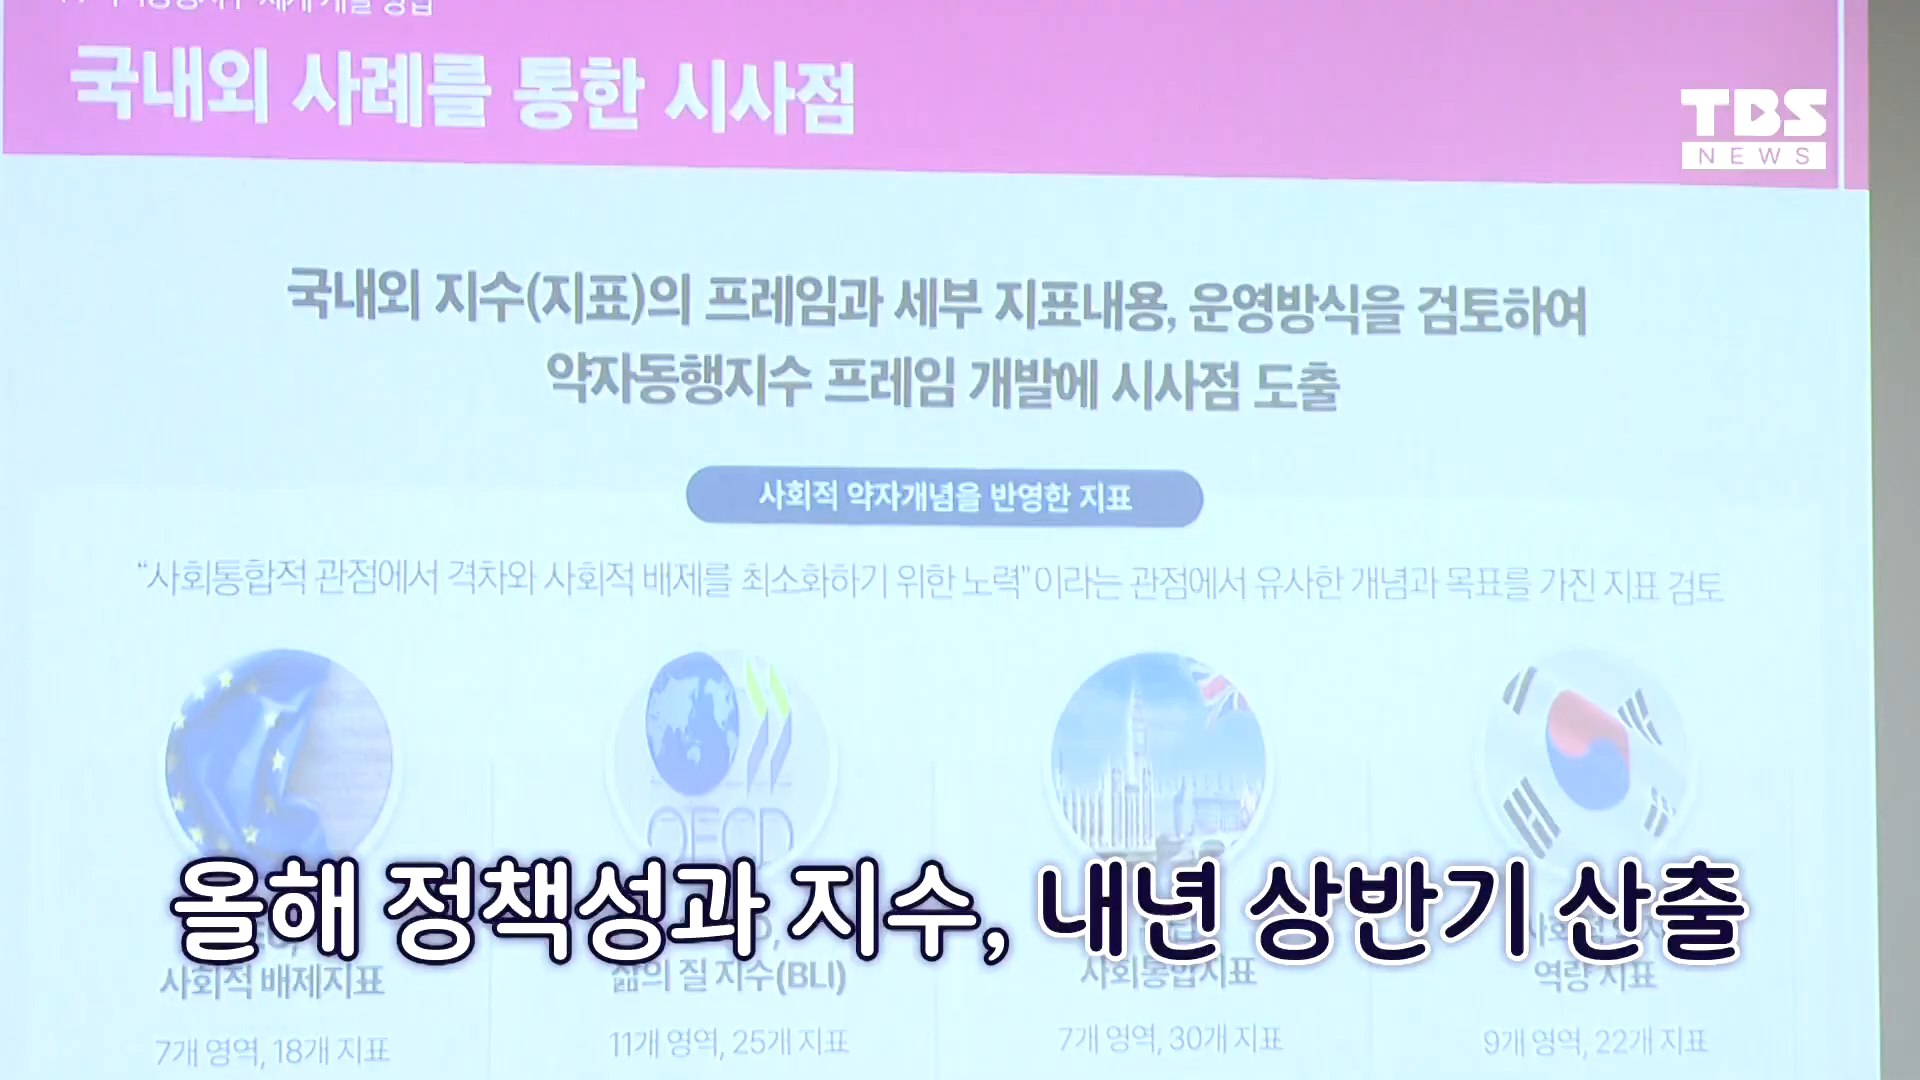 체계 개발 방법
국내외 사례를 통한 시사점
TBS
NEWS
국내외 지수(지표)의 프레임과 세부 지표내용, 운영방식을 검토하여
약자동행지수 프레임 개발에 시사점 도출
사회적 약자개념을 반영한 지표
“사회통합적 관점에서 격차와 사회적 배제를 최소화하기 위한 노력” 이라는 관점에서 유사한 개념과 목표를 가진 지표 검토
OECD
올해 정책성과 지수, 내년 상반기 산출
사회적 배제지표
삶의 질 지수(BLI)
사회통합지표
역량 지표
7개 영역, 18개 지표
11개 영역, 25개 지표
7개 영역, 30개 지표
9개 영역, 22개 지표